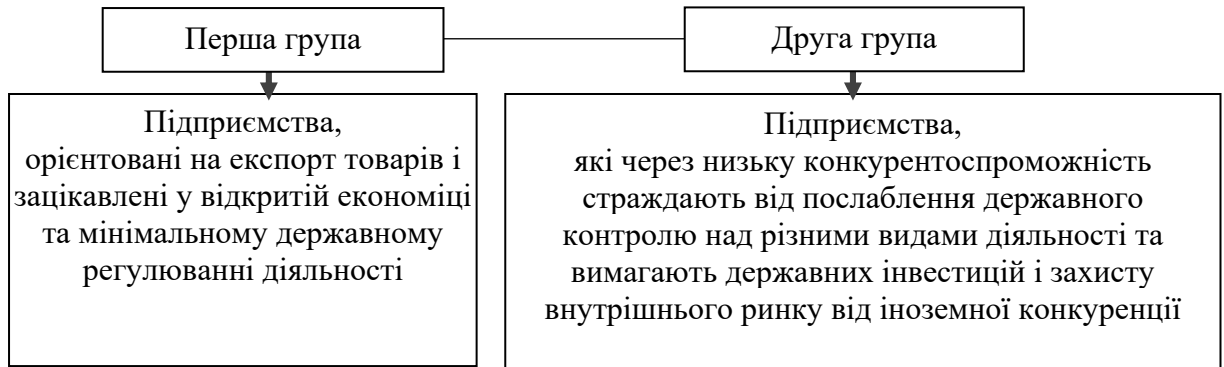 Перша група
Друга група
Підприємства,
орієнтовані на експорт товарів і
зацікавлені у відкритій економіці
та мінімальному державному
регулюванні діяльності
Підприємства,
які через низьку конкурентоспроможність
страждають від послаблення державного
контролю над різними видами діяльності та
вимагають державних інвестицій і захисту
внутрішнього ринку від іноземної конкуренції